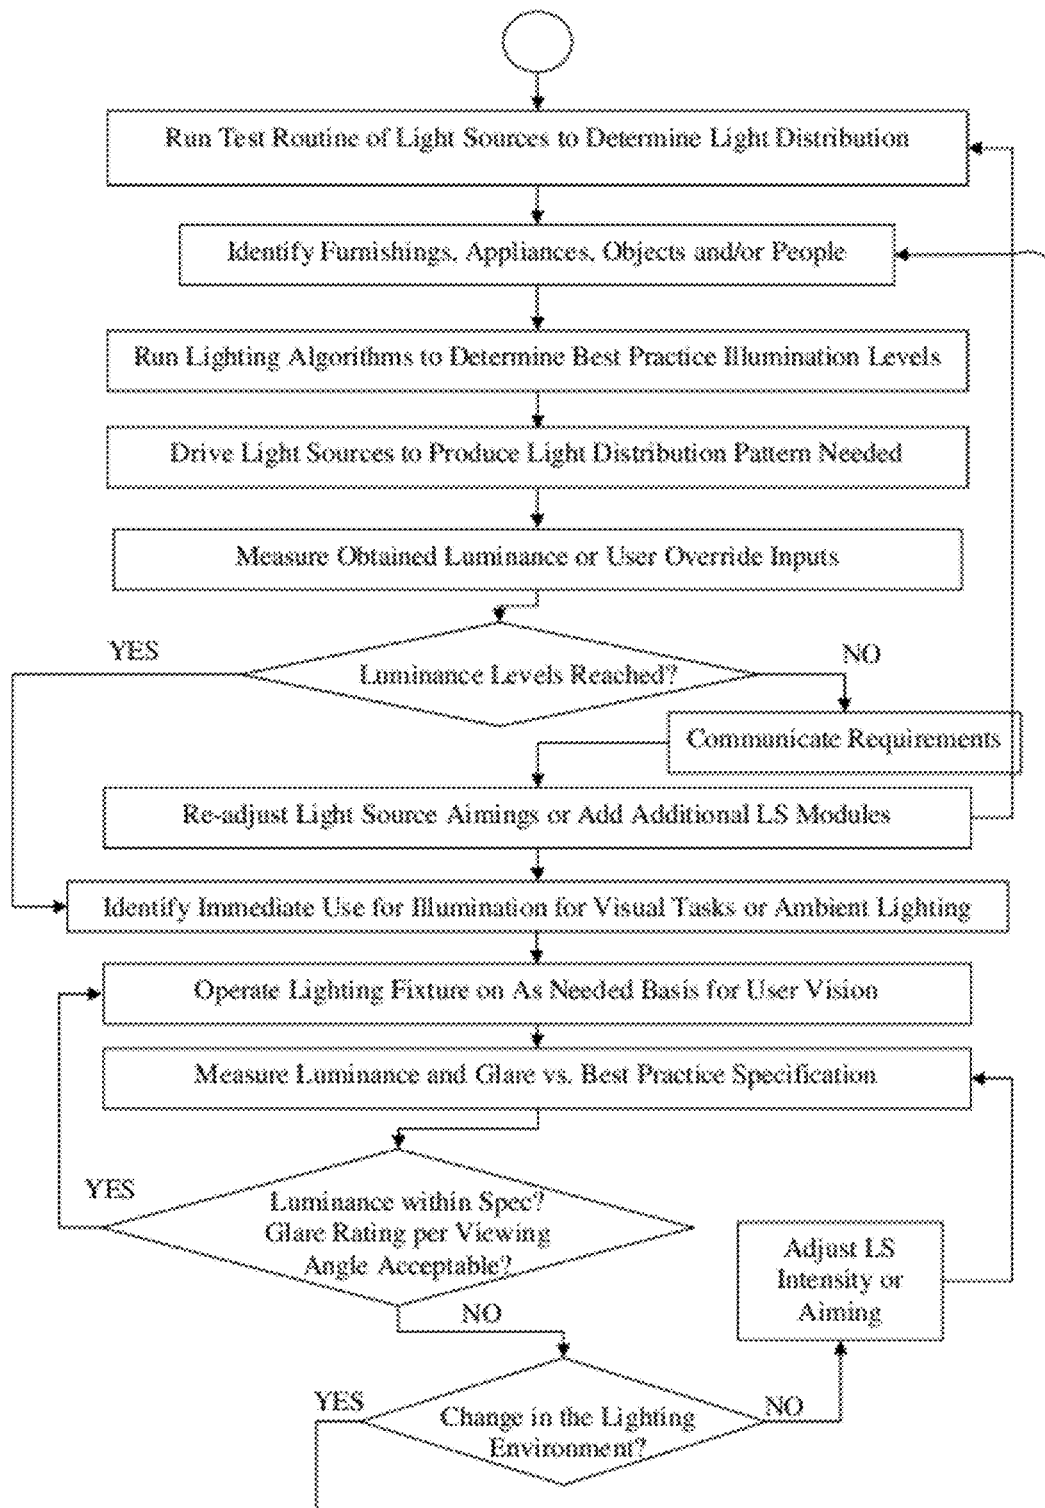 Run Test Routine of Light Sources to Determine Light Distribution
Identify Furnishings, Appliances, Objects and/or People
Run Lighting Algorithms to Determine Best Practice Illumination Levels
Drive Light Sources to Produce Light Distribution Pattern Needed
Measure Obtained Luminance or User Override Inputs
YES
Luminance Levels Reached?
NO
Communicate Requirements
Re-adjust Light Source Aimings or Add Additional LS Modules
Identify Immediate Use for Illumination for Visual Tasks or Ambient Lighting
Operate Lighting Fixture on As Needed Basis for User Vision
Measure Luminance and Glare vs. Best Practice Specification
YES
Luminance within Spec?
Glare Rating per Viewing
Angle Acceptable?
NO
Adjust LS
Intensity or
Aiming
YES
Change in the Lighting
Environment?
NO